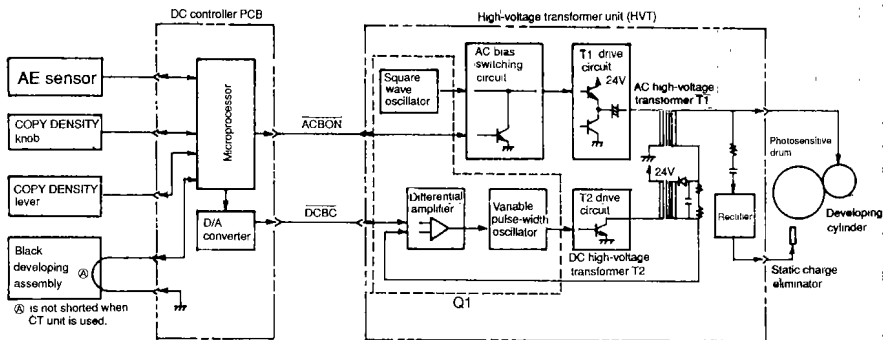 DC controller PCB
High-voltage transformer unit (HVT)
AE sensor
COPY DENSITY
knob
COPY DENSITY
lever
Black
developing
assembly
Ⓐ
Ⓐ is not shorted when
CT unit is used.
Microprocessor
D/A
converter
ACBON
DCBC
Square
wave
oscillator
AC bias
switching
circuit
T1 drive
circuit
24V
AC high-voltage
transformer T1
Differential
amplifier
Variable
pulse-width
oscillator
T2 drive
circuit
24V
DC high-voltage
transformer T2
Q1
Rectifier
Photosensitive
drum
Developing
cylinder
Static charge
eliminator